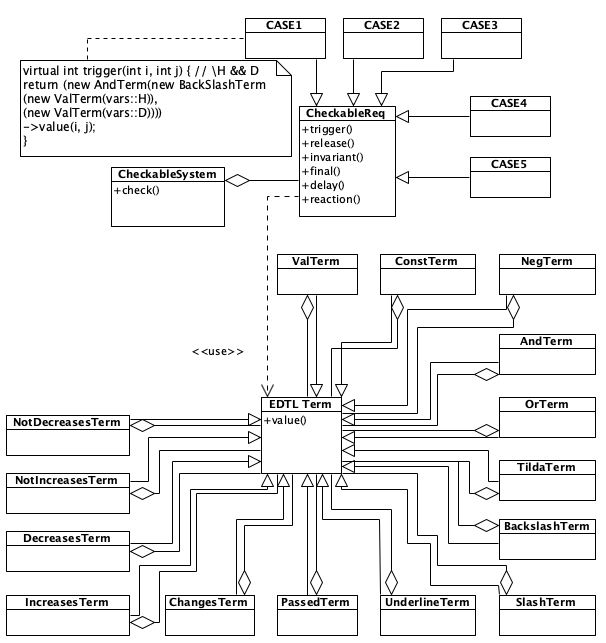 CASE1
CASE2
CASE3
virtual int trigger(int i, int j) { // \H && D
return (new AndTerm(new BackSlashTerm
(new ValTerm(vars::H)),
(new ValTerm(vars::D))))
->value(i, j);
}
CheckableReq
+trigger()
+release()
+invariant()
+final()
+delay()
+reaction()
CASE4
CASE5
CheckableSystem
+check()
ValTerm
ConstTerm
NegTerm
<<use>>
AndTerm
EDTL Term
+value()
OrTerm
NotDecreasesTerm
TildaTerm
NotIncreasesTerm
BackslashTerm
DecreasesTerm
IncreasesTerm
ChangesTerm
PassedTerm
UnderlineTerm
SlashTerm